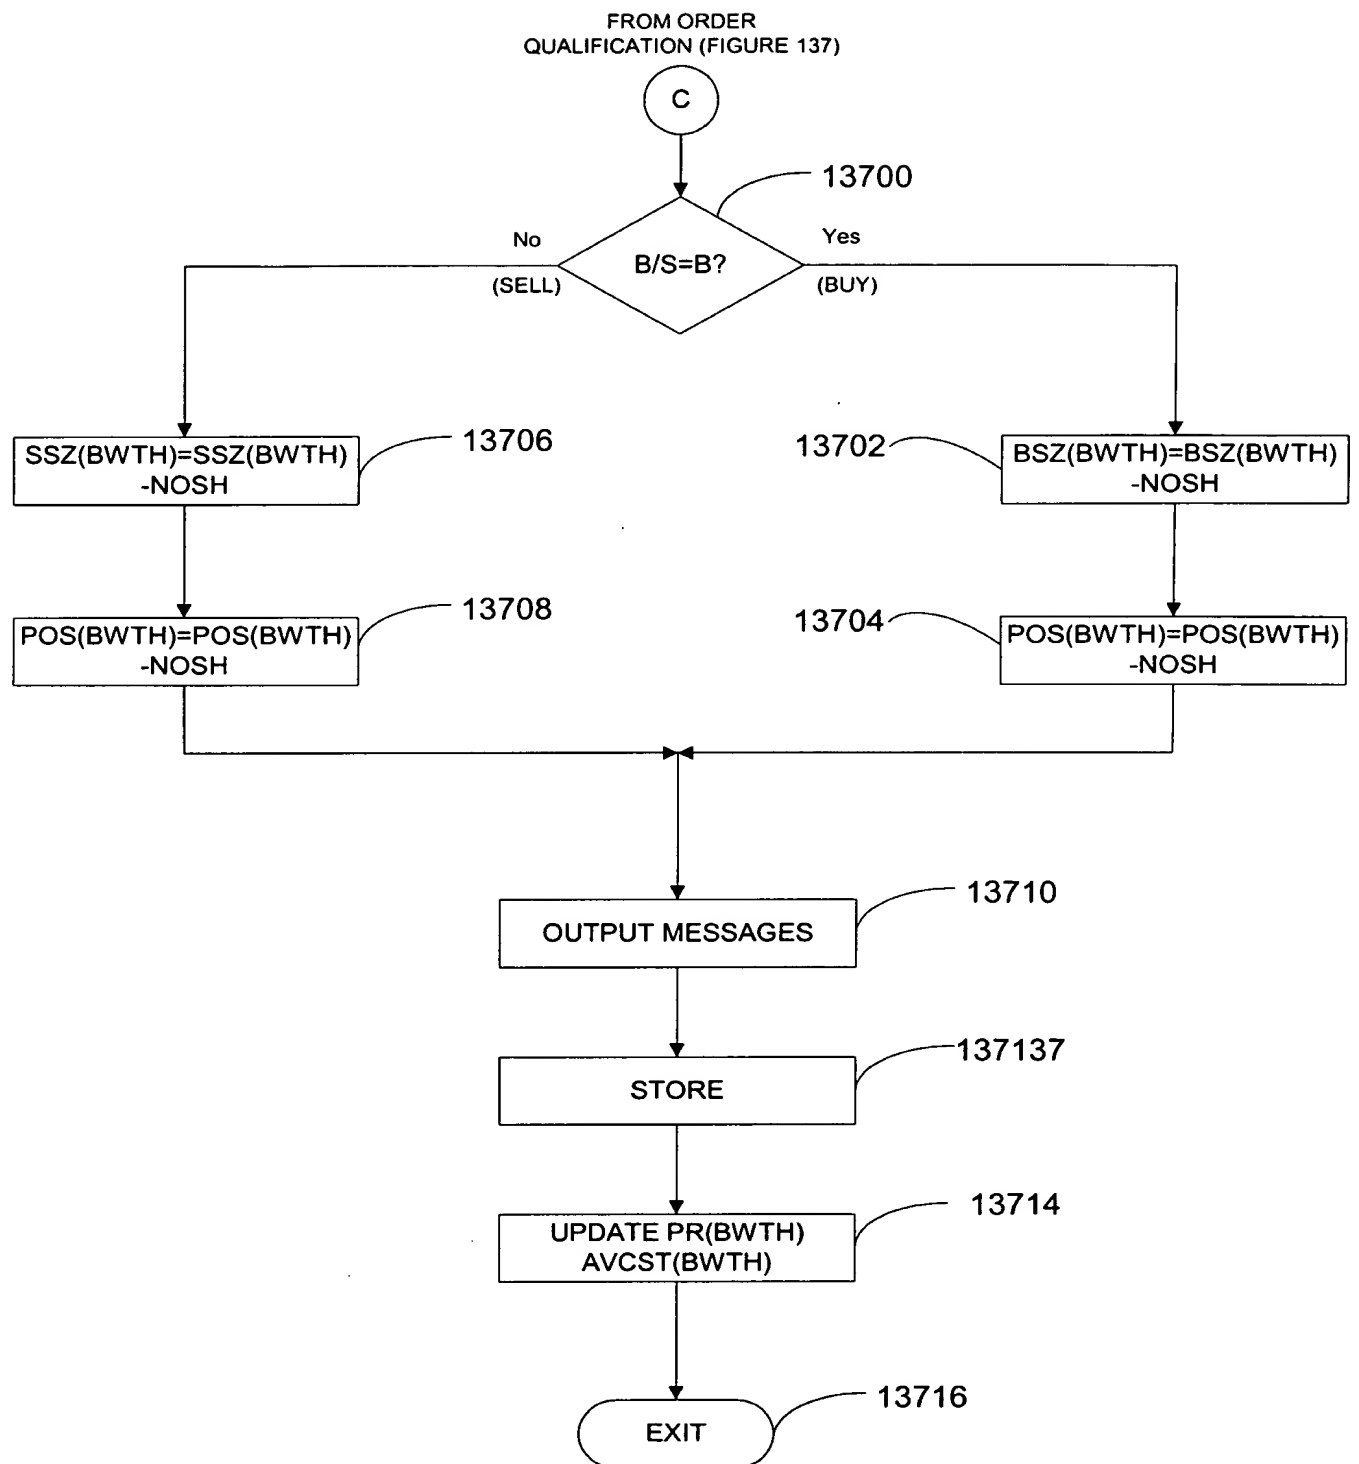 FROM ORDER
QUALIFICATION (FIGURE 137)
C
13700
No
Yes
B/S=B?
(SELL)
(BUY)
SSZ(BWTH)=SSZ(BWTH)
-NOSH
13706
13702
BSZ(BWTH)=BSZ(BWTH)
-NOSH
POS(BWTH)=POS(BWTH)
-NOSH
13708
13704
POS(BWTH)=POS(BWTH)
-NOSH
13710
OUTPUT MESSAGES
137137
STORE
13714
UPDATE PR(BWTH)
AVCST(BWTH)
13716
EXIT